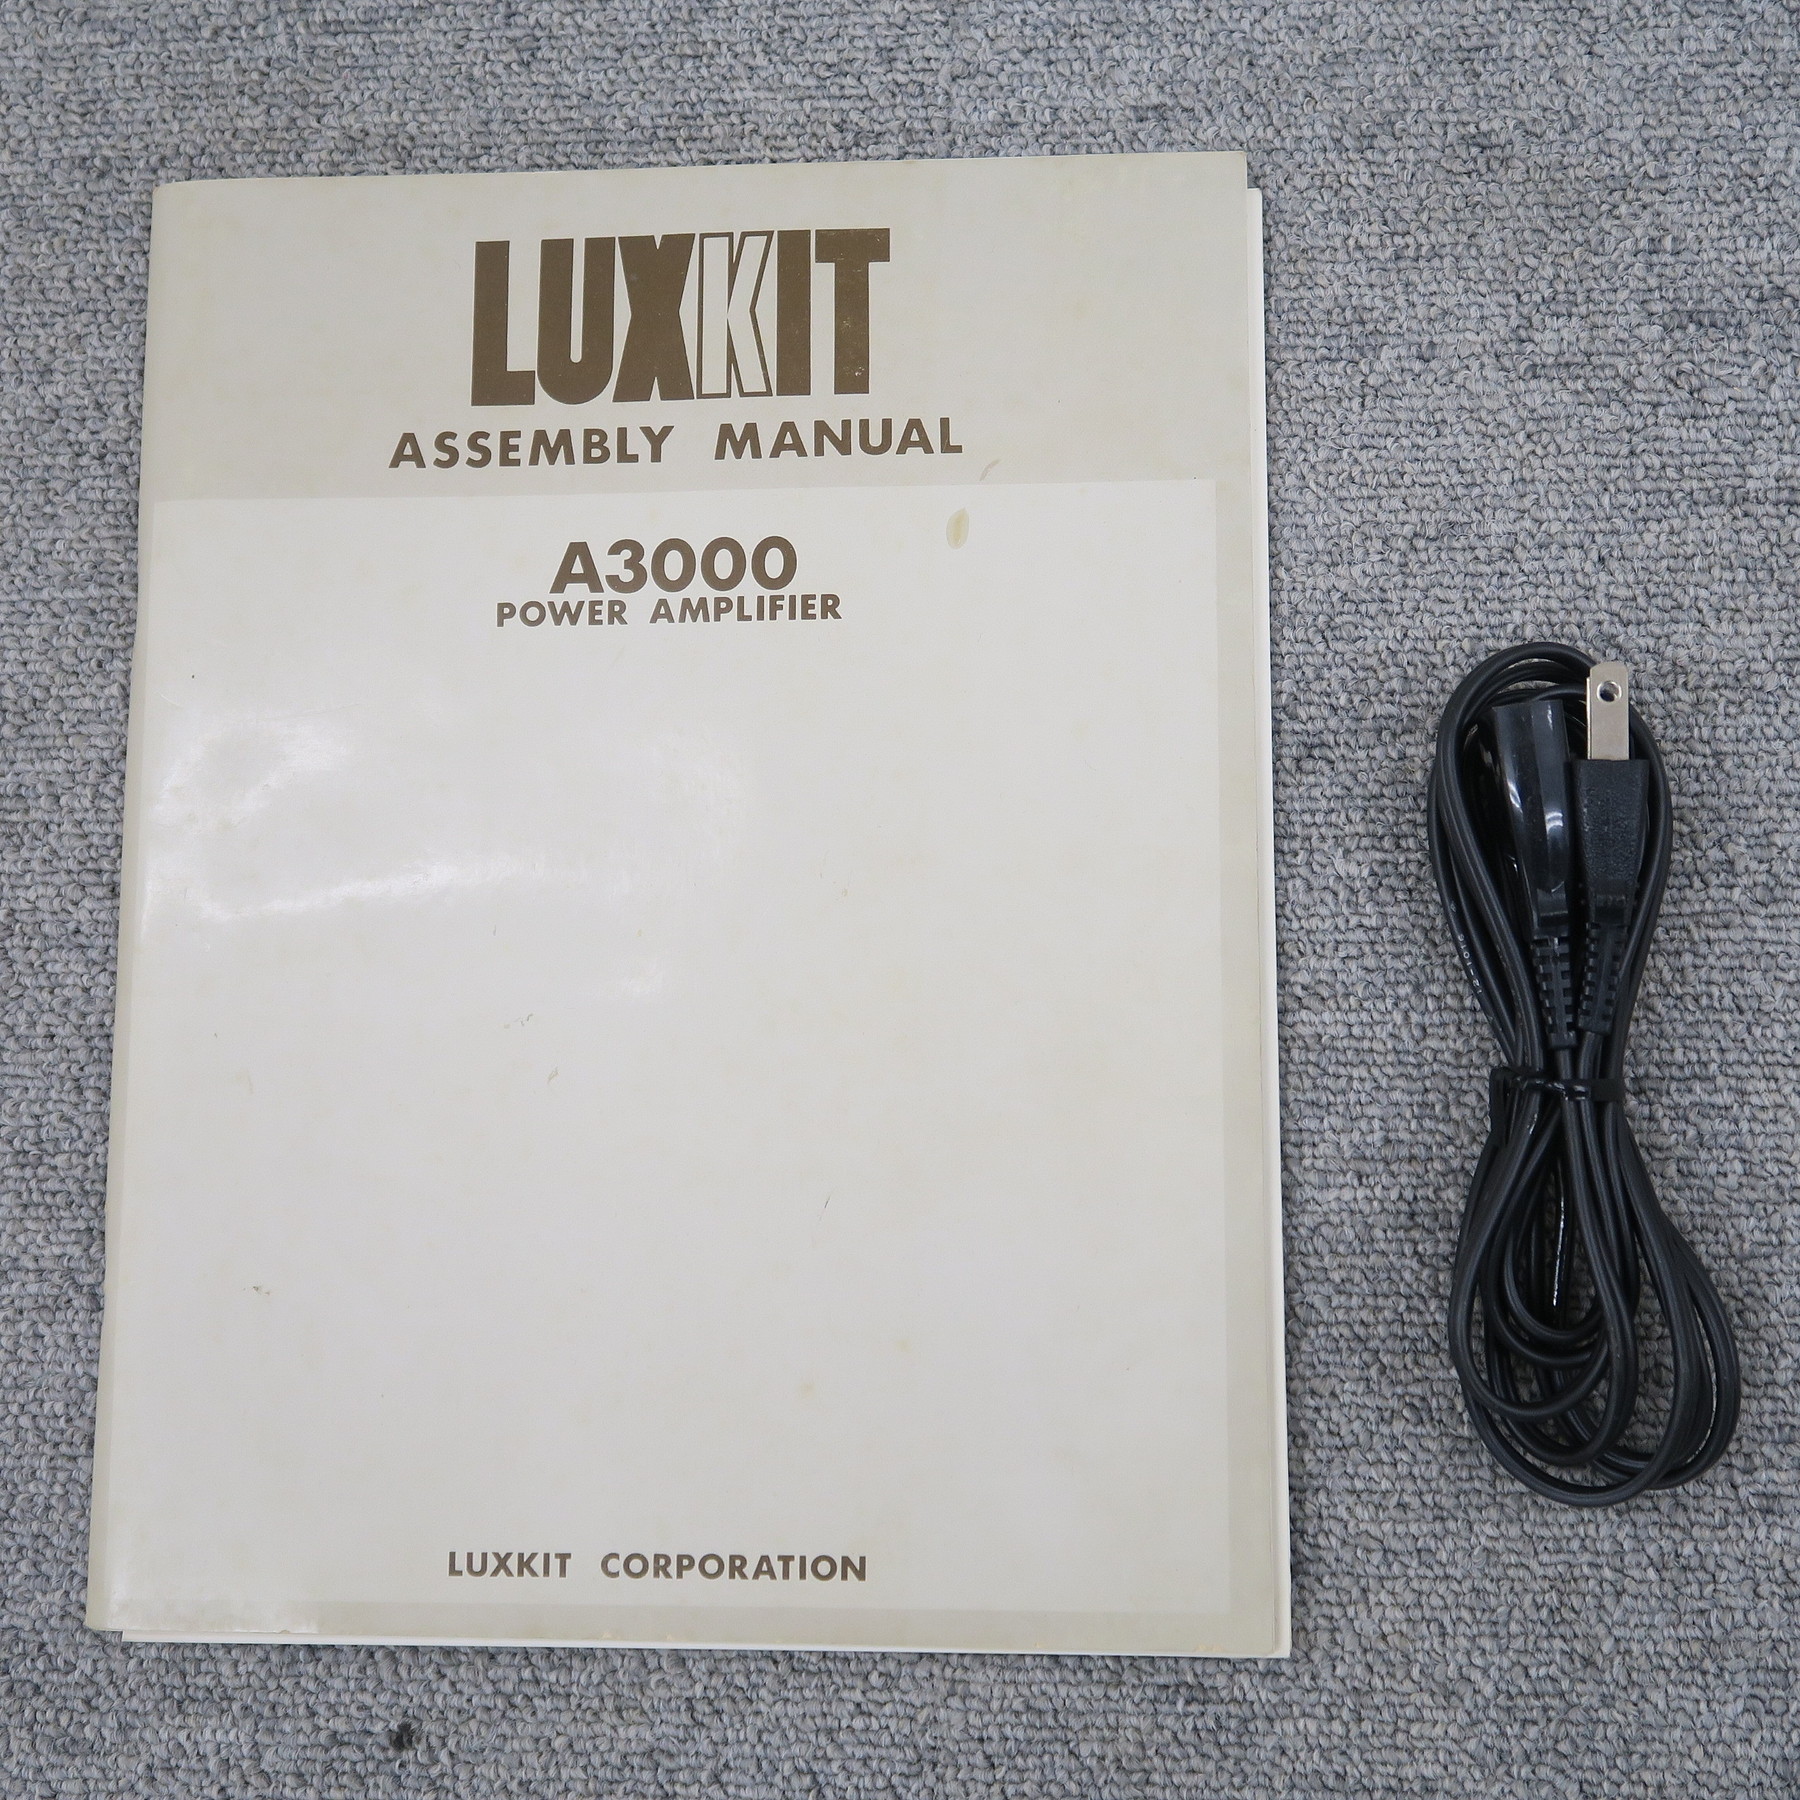 LUXKIT
ASSEMBLY MANUAL
A3000
POWER AMPLIFIER
LUXKIT CORPORATION